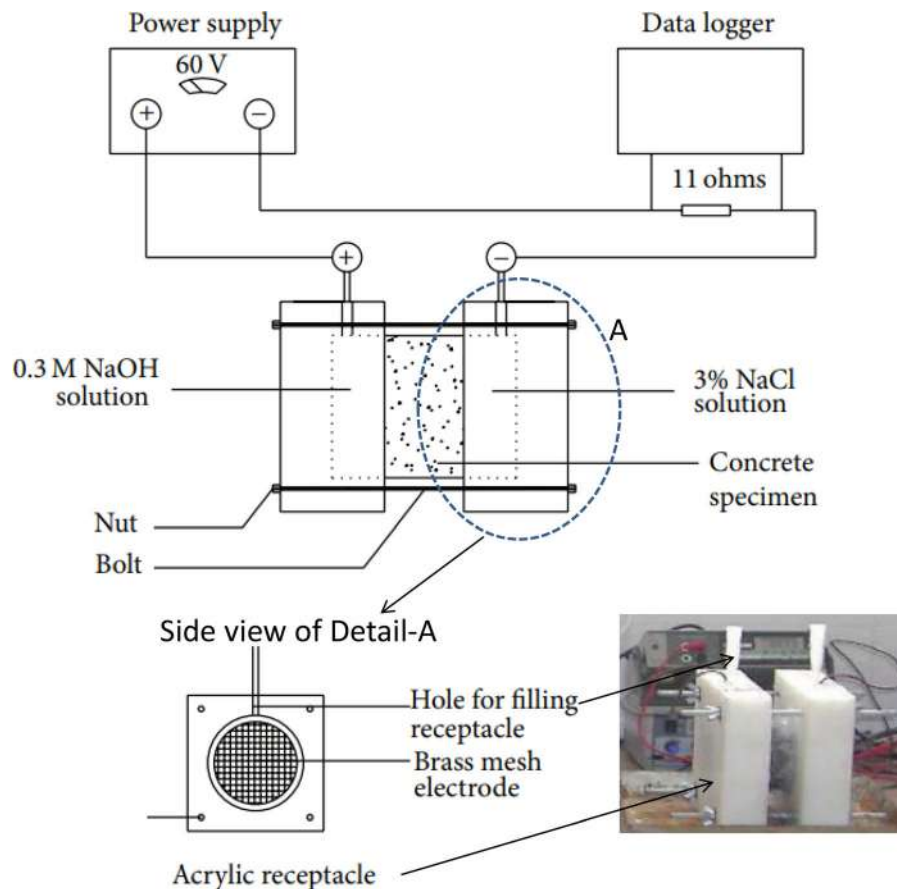 Power supply
Data logger
60 V
+
−
11 ohms
+
−
A
0.3 M NaOH
solution
3% NaCl
solution
Concrete
specimen
Nut
Bolt
Side view of Detail-A
Hole for filling
receptacle
Brass mesh
electrode
Acrylic receptacle